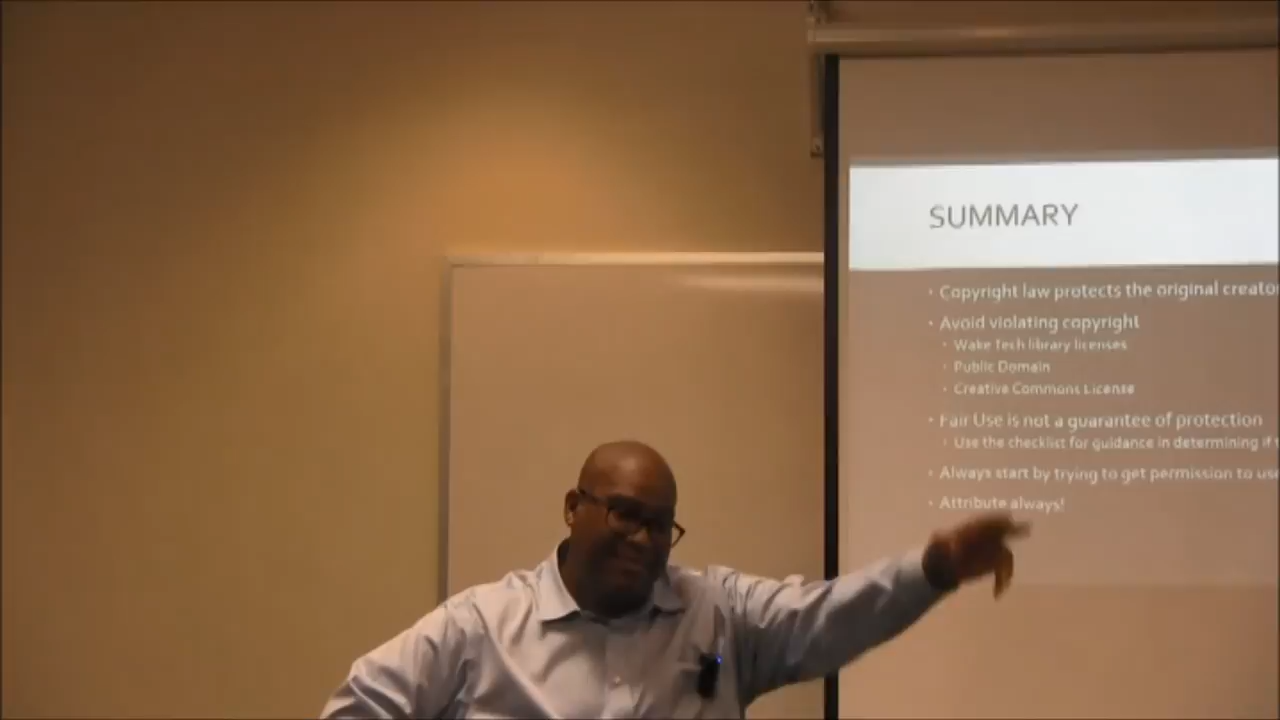 SUMMARY
• Copyright law protects the original creator
• Avoid violating copyright
• Wake Tech library licenses
• Public Domain
• Creative Commons License
• Fair Use is not a guarantee of protection
• Use the checklist for guidance in determining if
• Always start by trying to get permission to use
• Attribute always!